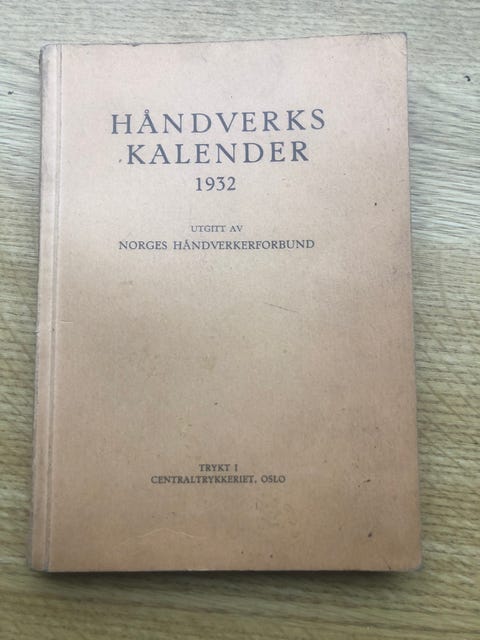 HÅNDVERKS
KALENDER
1932
UTGITT AV
NORGES HÅNDVERKERFORBUND
TRYKT I
CENTRALTRYKKERIET, OSLO